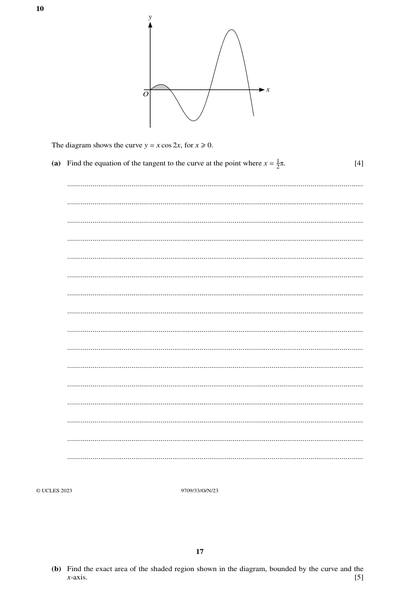 10
y
O
x
The diagram shows the curve y = x cos 2x, for x ⩾ 0.
(a) Find the equation of the tangent to the curve at the point where x = ½π. [4]
© UCLES 2023 9709/33/O/N/23
17
(b) Find the exact area of the shaded region shown in the diagram, bounded by the curve and the
x-axis. [5]